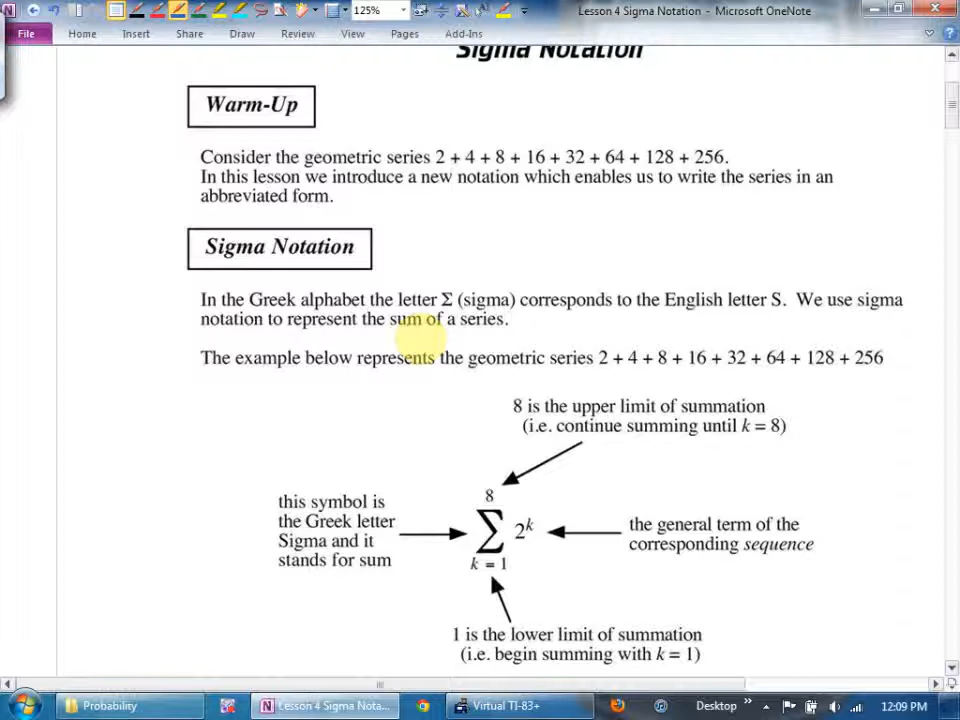 125%
Lesson 4 Sigma Notation - Microsoft OneNote
File Home Insert Share Draw Review View Pages Add-Ins
Sigma Notation
Warm-Up
Consider the geometric series 2 + 4 + 8 + 16 + 32 + 64 + 128 + 256.
In this lesson we introduce a new notation which enables us to write the series in an
abbreviated form.
Sigma Notation
In the Greek alphabet the letter Σ (sigma) corresponds to the English letter S. We use sigma
notation to represent the sum of a series.
The example below represents the geometric series 2 + 4 + 8 + 16 + 32 + 64 + 128 + 256
8 is the upper limit of summation
(i.e. continue summing until k = 8)
this symbol is
the Greek letter
Sigma and it
stands for sum
8
∑ 2^k
k = 1
the general term of the
corresponding sequence
1 is the lower limit of summation
(i.e. begin summing with k = 1)
Probability Lesson 4 Sigma Nota... Virtual TI-83+ Desktop 12:09 PM